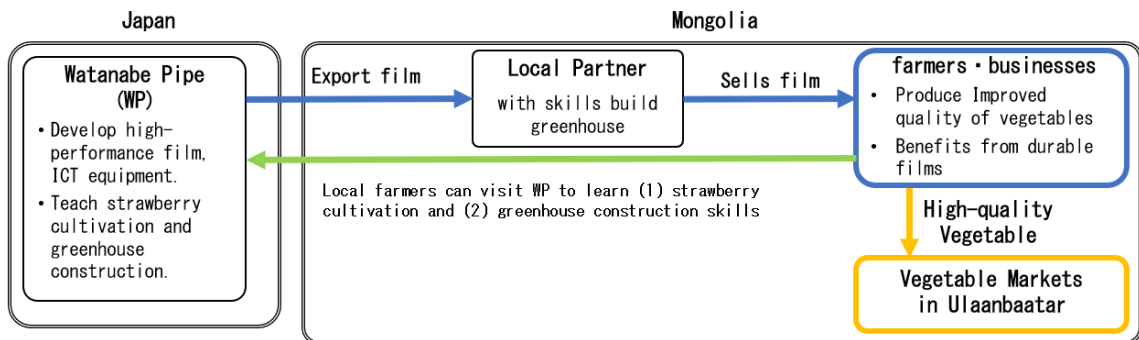 Japan
Mongolia
Watanabe Pipe
(WP)
• Develop high-
performance film,
ICT equipment.
• Teach strawberry
cultivation and
greenhouse
construction.
Export film
Local Partner
with skills build
greenhouse
Sells film
farmers・businesses
• Produce Improved
quality of vegetables
• Benefits from durable
films
Local farmers can visit WP to learn (1) strawberry
cultivation and (2) greenhouse construction skills
High-quality
Vegetable
Vegetable Markets
in Ulaanbaatar